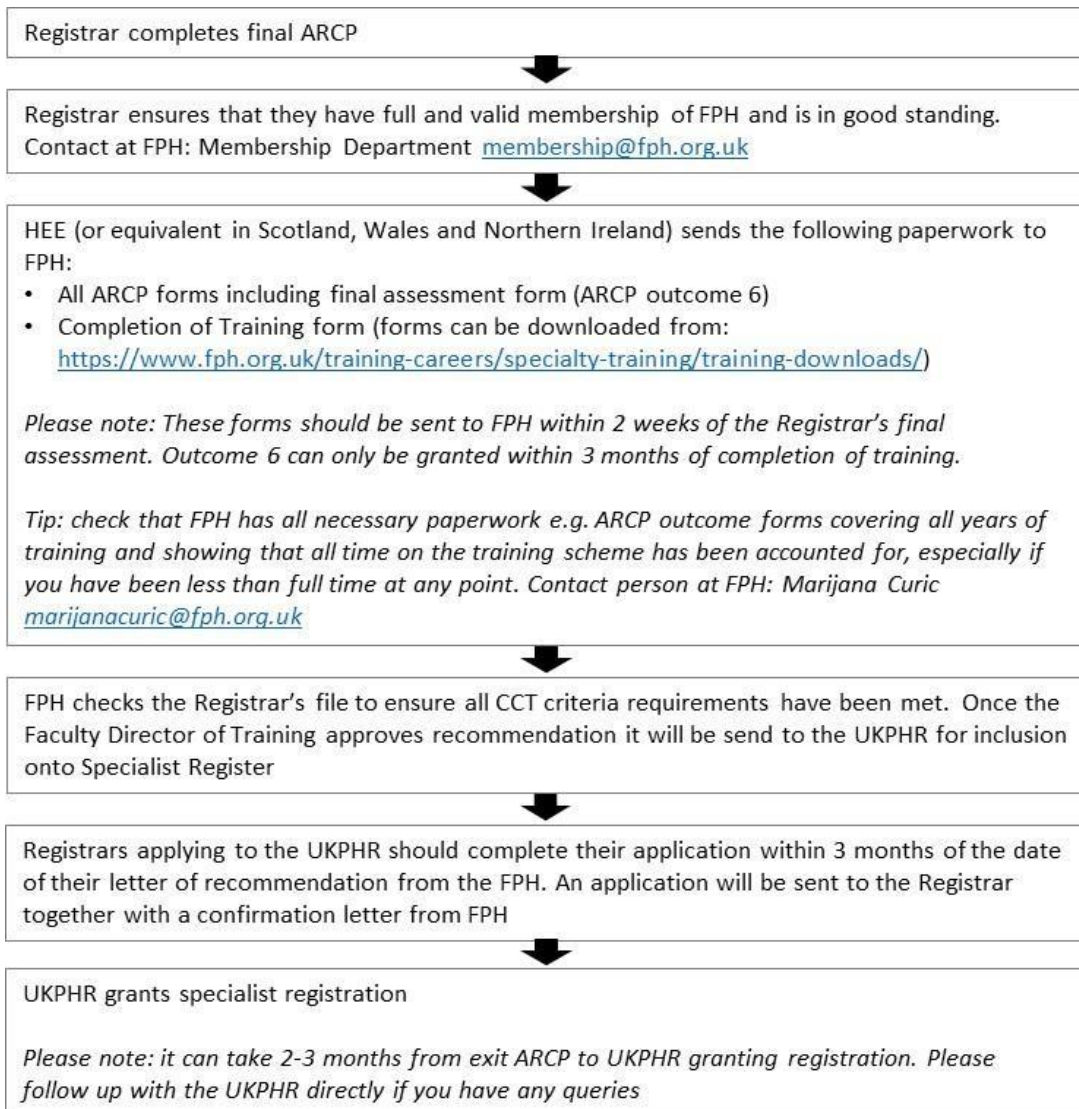 Registrar completes final ARCP
Registrar ensures that they have full and valid membership of FPH and is in good standing.
Contact at FPH: Membership Department membership@fph.org.uk
HEE (or equivalent in Scotland, Wales and Northern Ireland) sends the following paperwork to
FPH:
• All ARCP forms including final assessment form (ARCP outcome 6)
• Completion of Training form (forms can be downloaded from:
https://www.fph.org.uk/training-careers/specialty-training/training-downloads/)
Please note: These forms should be sent to FPH within 2 weeks of the Registrar’s final
assessment. Outcome 6 can only be granted within 3 months of completion of training.
Tip: check that FPH has all necessary paperwork e.g. ARCP outcome forms covering all years of
training and showing that all time on the training scheme has been accounted for, especially if
you have been less than full time at any point. Contact person at FPH: Marijana Curic
marijanacuric@fph.org.uk
FPH checks the Registrar’s file to ensure all CCT criteria requirements have been met. Once the
Faculty Director of Training approves recommendation it will be send to the UKPHR for inclusion
onto Specialist Register
Registrars applying to the UKPHR should complete their application within 3 months of the date
of their letter of recommendation from the FPH. An application will be sent to the Registrar
together with a confirmation letter from FPH
UKPHR grants specialist registration
Please note: it can take 2-3 months from exit ARCP to UKPHR granting registration. Please
follow up with the UKPHR directly if you have any queries